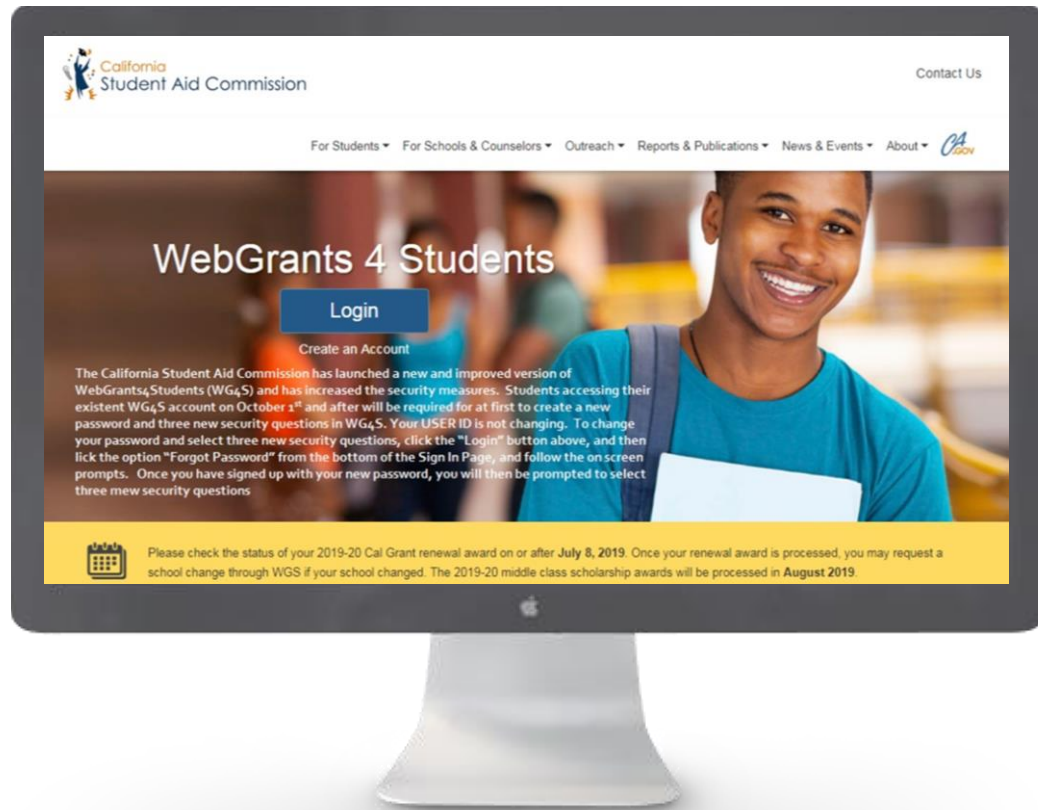 California
Student Aid Commission
Contact Us
For Students For Schools & Counselors Outreach Reports & Publications News & Events About CA.GOV
WebGrants 4 Students
Login
Create an Account
The California Student Aid Commission has launched a new and improved version of
WebGrants4Students (WG4S) and has increased the security measures. Students accessing their
existent WG4S account on October 1st and after will be required for at first to create a new
password and three new security questions in WG4S. Your USER ID is not changing. To change
your password and select three new security questions, click the "Login" button above, and then
lick the option "Forgot Password" from the bottom of the Sign In Page, and follow the on screen
prompts. Once you have signed up with your new password, you will then be prompted to select
three mew security questions
Please check the status of your 2019-20 Cal Grant renewal award on or after July 8, 2019. Once your renewal award is processed, you may request a
school change through WGS if your school changed. The 2019-20 middle class scholarship awards will be processed in August 2019.